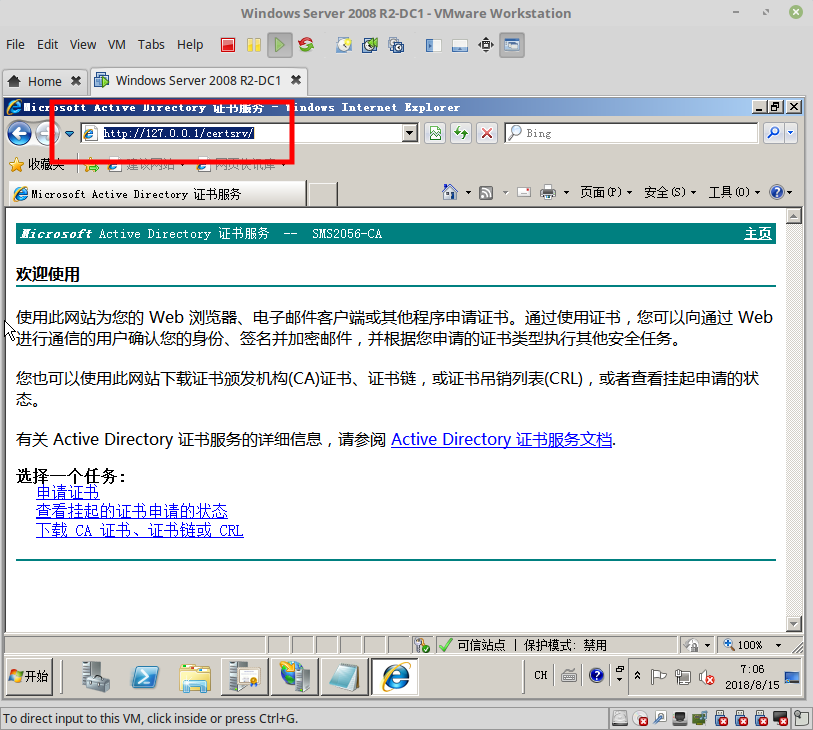 Windows Server 2008 R2-DC1 - VMware Workstation
File Edit View VM Tabs Help
Home Windows Server 2008 R2-DC1
Microsoft Active Directory 证书服务 - Windows Internet Explorer
http://127.0.0.1/certsrv/ Bing
收藏夹 建议网站 网页快讯库
Microsoft Active Directory 证书服务 页面(P) 安全(S) 工具(O)
Microsoft Active Directory 证书服务 -- SMS2056-CA 主页
欢迎使用
使用此网站为您的 Web 浏览器、电子邮件客户端或其他程序申请证书。通过使用证书，您可以向通过 Web
进行通信的用户确认您的身份、签名并加密邮件，并根据您申请的证书类型执行其他安全任务。
您也可以使用此网站下载证书颁发机构(CA)证书、证书链，或证书吊销列表(CRL)，或者查看挂起申请的状
态。
有关 Active Directory 证书服务的详细信息，请参阅 Active Directory 证书服务文档.
选择一个任务:
申请证书
查看挂起的证书申请的状态
下载 CA 证书、证书链或 CRL
可信站点 | 保护模式: 禁用 100%
开始 CH 7:06
2018/8/15
To direct input to this VM, click inside or press Ctrl+G.